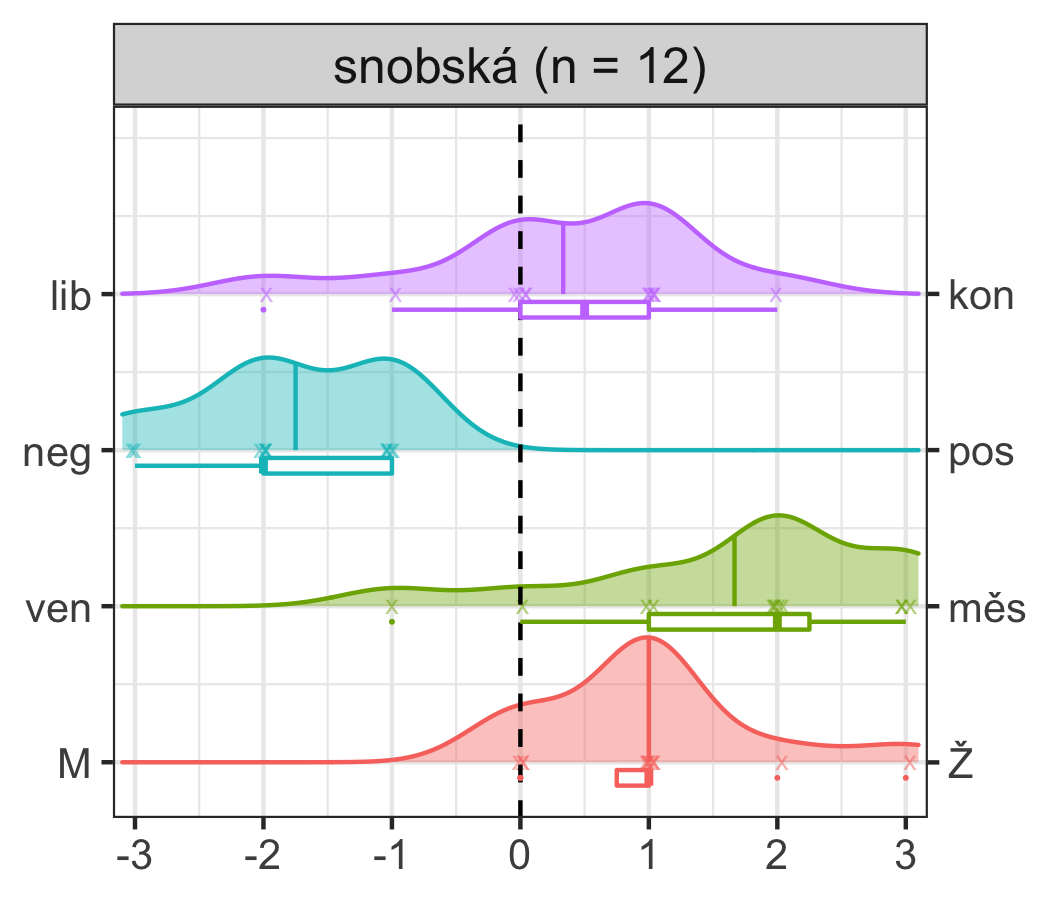 snobská (n = 12)
lib kon
neg pos
ven měs
M Ž
-3 -2 -1 0 1 2 3